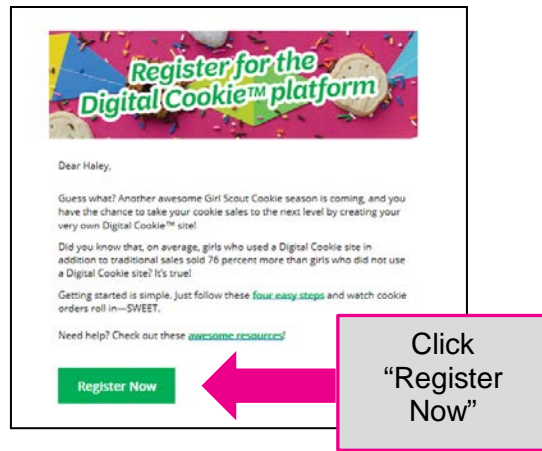 Register for the
Digital Cookie™ platform
Dear Haley,
Guess what? Another awesome Girl Scout Cookie season is coming, and you
have the chance to take your cookie sales to the next level by creating your
very own Digital Cookie™ site!
Did you know that, on average, girls who used a Digital Cookie site in
addition to traditional sales sold 76 percent more than girls who did not use
a Digital Cookie site? It's true!
Getting started is simple. Just follow these four easy steps and watch cookie
orders roll in—SWEET.
Need help? Check out these awesome resources!
Register Now
Click
“Register
Now”